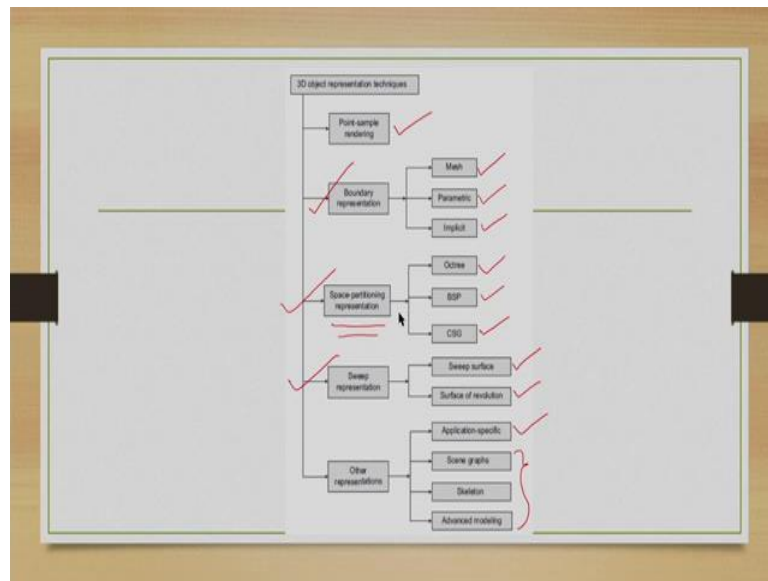 3D object representation techniques
Point-sample
rendering
Boundary
representation
Mesh
Parametric
Implicit
Space-partitioning
representation
Octree
BSP
CSG
Sweep
representation
Sweep surface
Surface of revolution
Other
representations
Application-specific
Scene graphs
Skeleton
Advanced modeling